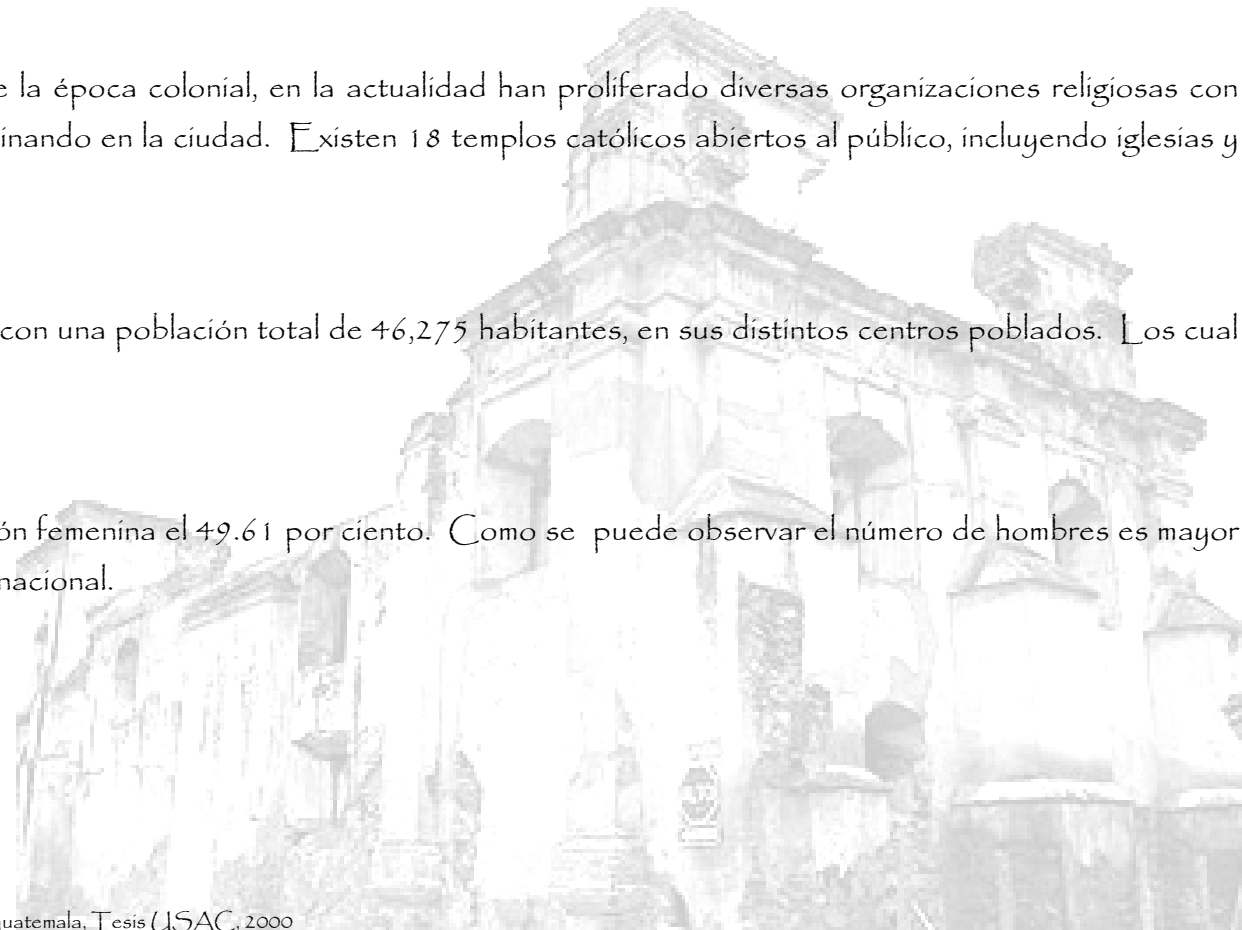 e la época colonial, en la actualidad han proliferado diversas organizaciones religiosas con
inando en la ciudad. Existen 18 templos católicos abiertos al público, incluyendo iglesias y
con una población total de 46,275 habitantes, en sus distintos centros poblados. Los cual
ón femenina el 49.61 por ciento. Como se puede observar el número de hombres es mayor
nacional.
uatemala, Tesis USAC, 2000